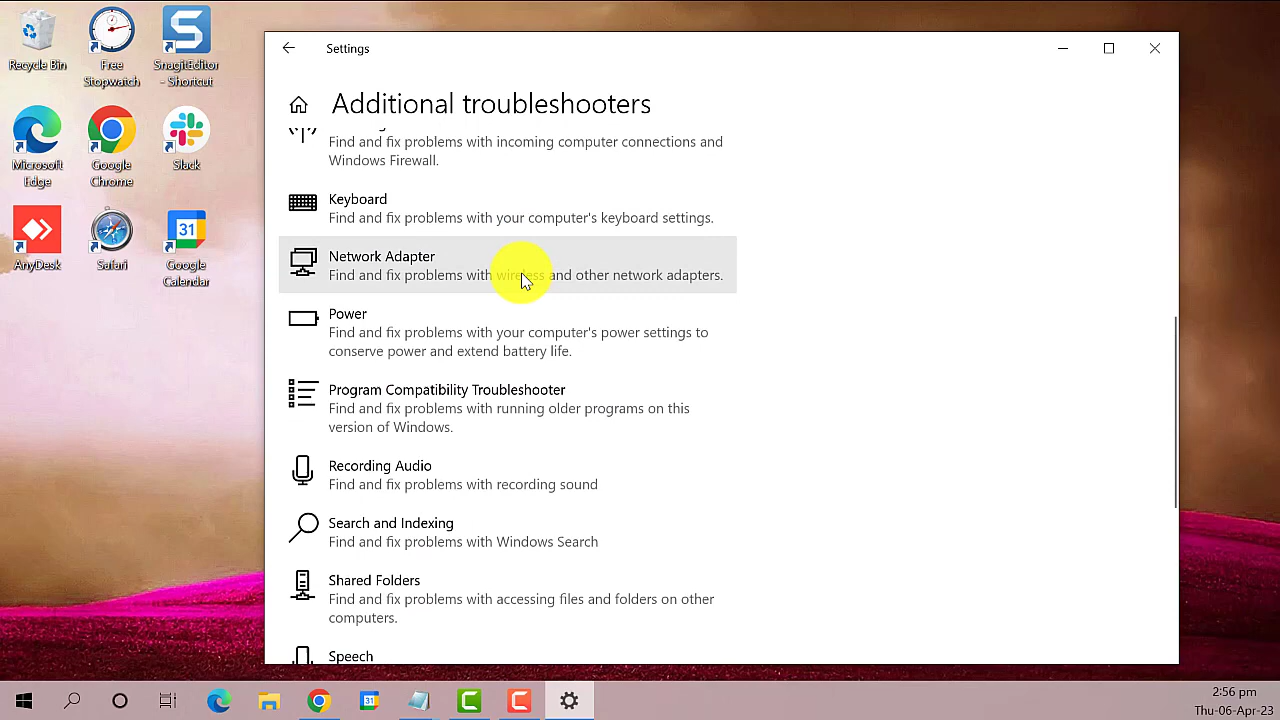 Recycle Bin
Free
Stopwatch
SnagitEditor
- Shortcut
Microsoft
Edge
Google
Chrome
Slack
AnyDesk
Safari
31
Google
Calendar
Settings
Additional troubleshooters
Find and fix problems with incoming computer connections and
Windows Firewall.
Keyboard
Find and fix problems with your computer's keyboard settings.
Network Adapter
Find and fix problems with wireless and other network adapters.
Power
Find and fix problems with your computer's power settings to
conserve power and extend battery life.
Program Compatibility Troubleshooter
Find and fix problems with running older programs on this
version of Windows.
Recording Audio
Find and fix problems with recording sound
Search and Indexing
Find and fix problems with Windows Search
Shared Folders
Find and fix problems with accessing files and folders on other
computers.
Speech
31
2:56 pm
Thu-06-Apr-23